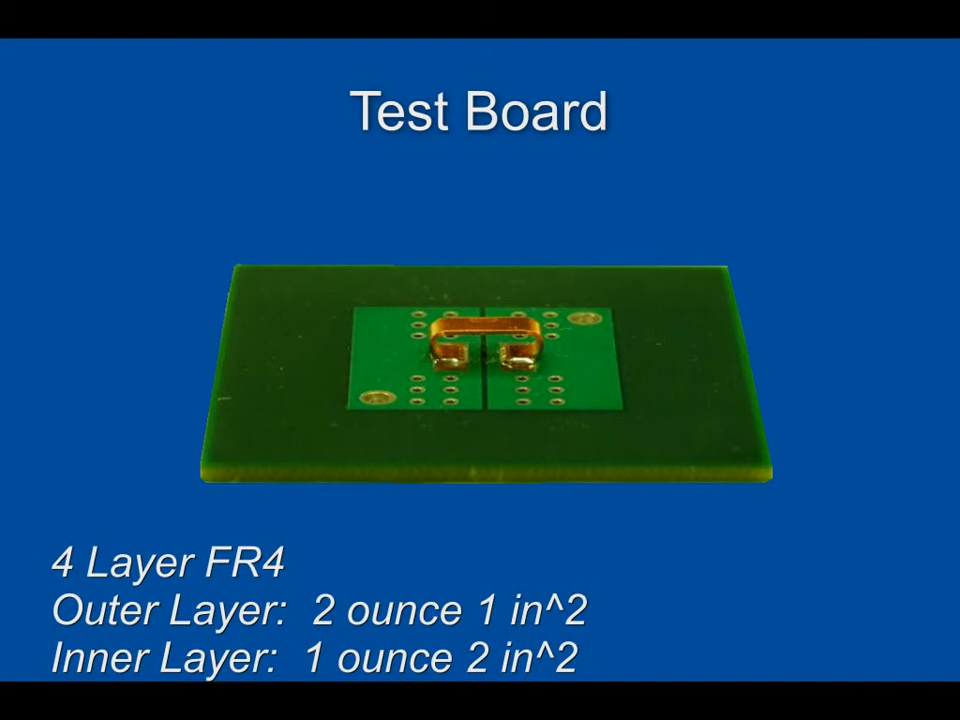 Test Board
4 Layer FR4
Outer Layer:  2 ounce 1 in^2
Inner Layer:  1 ounce 2 in^2